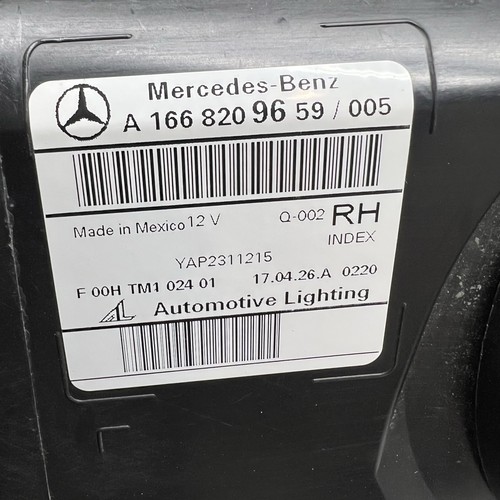 Mercedes-Benz
A 166 820 96 59 / 005
Made in Mexico 12 V Q-002 RH
INDEX
YAP2311215
F 00H TM1 024 01 17.04.26.A 0220
AL Automotive Lighting